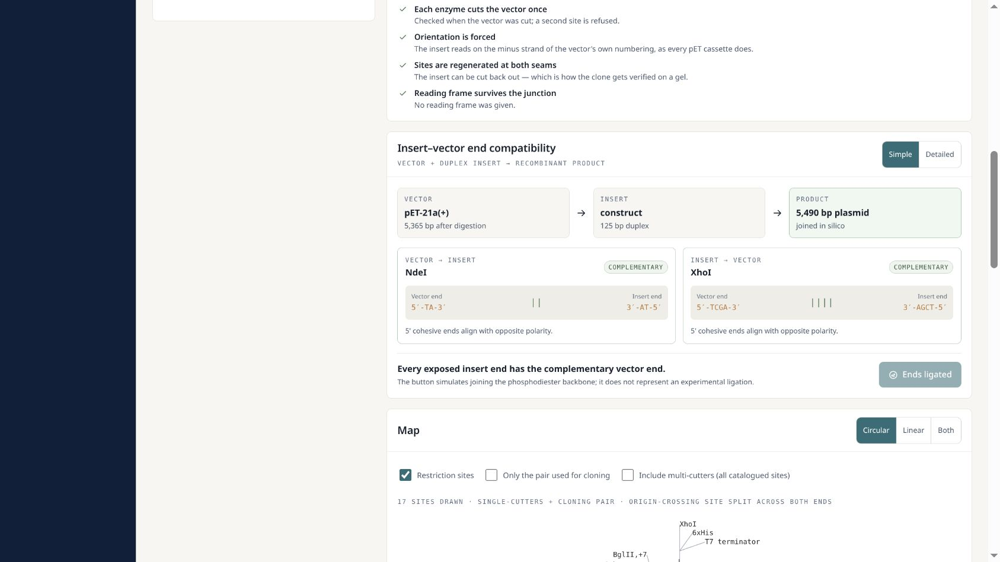 Each enzyme cuts the vector once
Checked when the vector was cut; a second site is refused.
Orientation is forced
The insert reads on the minus strand of the vector's own numbering, as every pET cassette does.
Sites are regenerated at both seams
The insert can be cut back out — which is how the clone gets verified on a gel.
Reading frame survives the junction
No reading frame was given.
Insert–vector end compatibility
VECTOR + DUPLEX INSERT → RECOMBINANT PRODUCT
Simple
Detailed
VECTOR
pET-21a(+)
5,365 bp after digestion
→
INSERT
construct
125 bp duplex
→
PRODUCT
5,490 bp plasmid
joined in silico
VECTOR → INSERT
NdeI
COMPLEMENTARY
Vector end
5′-TA-3′
||
Insert end
3′-AT-5′
5' cohesive ends align with opposite polarity.
INSERT → VECTOR
XhoI
COMPLEMENTARY
Vector end
5′-TCGA-3′
||||
Insert end
3′-AGCT-5′
5' cohesive ends align with opposite polarity.
Every exposed insert end has the complementary vector end.
The button simulates joining the phosphodiester backbone; it does not represent an experimental ligation.
Ends ligated
Map
Circular
Linear
Both
Restriction sites
Only the pair used for cloning
Include multi-cutters (all catalogued sites)
17 SITES DRAWN · SINGLE-CUTTERS + CLONING PAIR · ORIGIN-CROSSING SITE SPLIT ACROSS BOTH ENDS
XhoI
6xHis
T7 terminator
BglII,+7